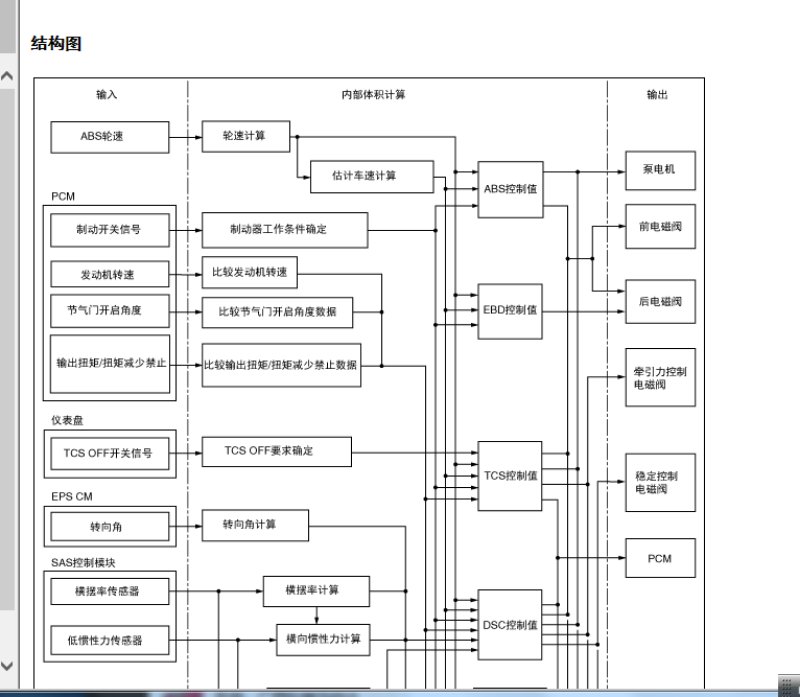 结构图
输入
内部体积计算
输出
ABS轮速
轮速计算
估计车速计算
ABS控制值
泵电机
PCM
制动开关信号
制动器工作条件确定
前电磁阀
发动机转速
比较发动机转速
节气门开启角度
比较节气门开启角度数据
EBD控制值
后电磁阀
输出扭矩/扭矩减少禁止
比较输出扭矩/扭矩减少禁止数据
牵引力控制
电磁阀
仪表盘
TCS OFF开关信号
TCS OFF要求确定
TCS控制值
稳定控制
电磁阀
EPS CM
转向角
转向角计算
PCM
SAS控制模块
横摆率传感器
横摆率计算
低惯性力传感器
横向惯性力计算
DSC控制值